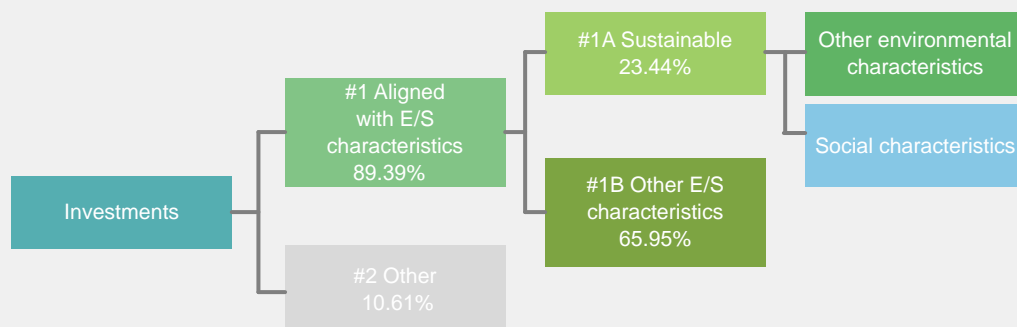 Investments
#1 Aligned
with E/S
characteristics
89.39%
#2 Other
10.61%
#1A Sustainable
23.44%
#1B Other E/S
characteristics
65.95%
Other environmental
characteristics
Social characteristics